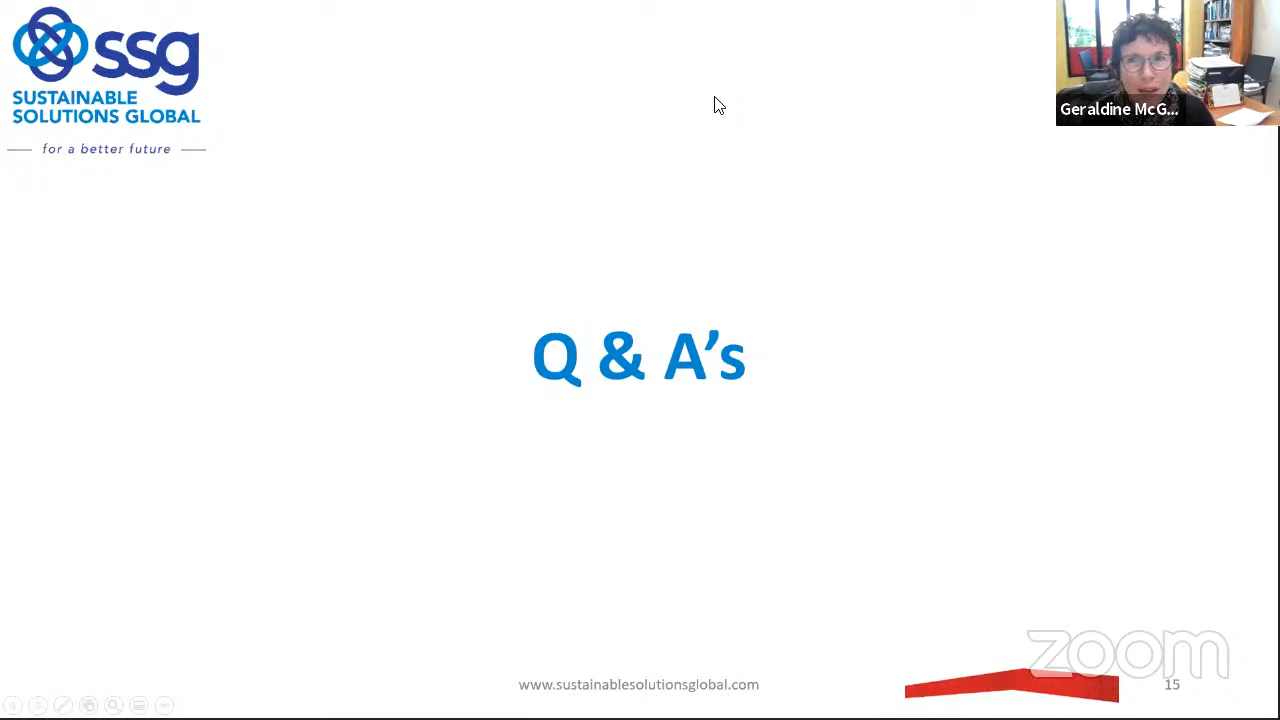 ssg
SUSTAINABLE
SOLUTIONS GLOBAL
for a better future
Geraldine McG...
Q & A’s
zoom
www.sustainablesolutionsglobal.com
15